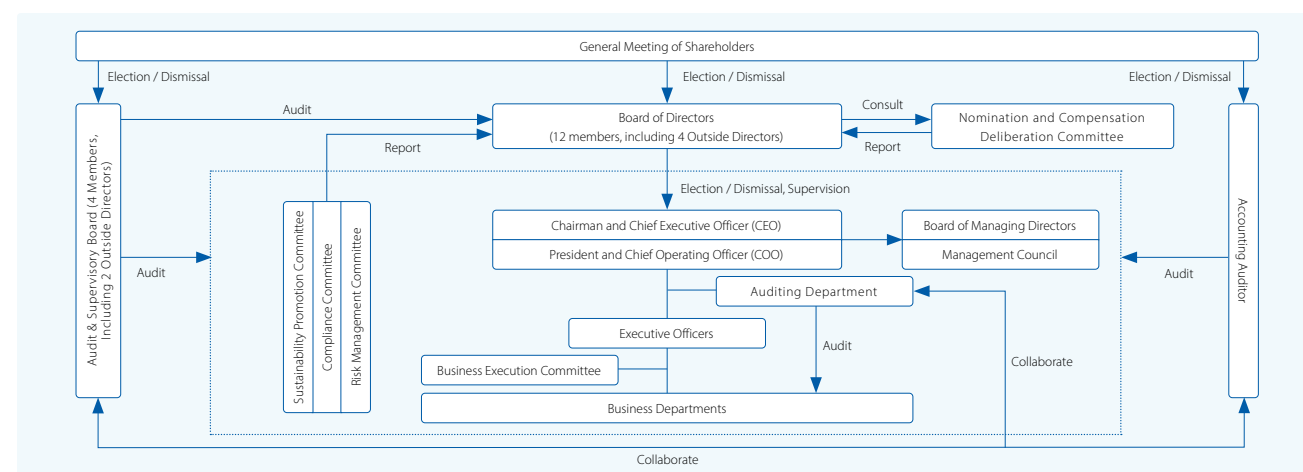 General Meeting of Shareholders
Election / Dismissal
Election / Dismissal
Election / Dismissal
Audit & Supervisory Board (4 Members,
Including 2 Outside Directors)
Audit
Board of Directors
(12 members, including 4 Outside Directors)
Consult
Report
Nomination and Compensation
Deliberation Committee
Report
Election / Dismissal, Supervision
Sustainability Promotion Committee
Compliance Committee
Risk Management Committee
Chairman and Chief Executive Officer (CEO)
President and Chief Operating Officer (COO)
Board of Managing Directors
Management Council
Audit
Audit
Accounting Auditor
Auditing Department
Executive Officers
Audit
Collaborate
Business Execution Committee
Business Departments
Collaborate